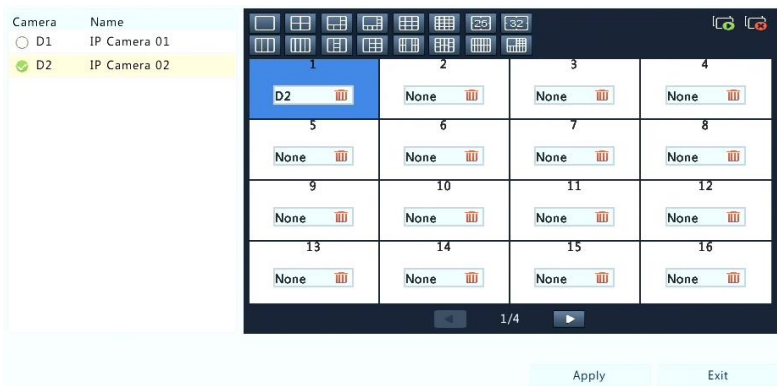 Camera Name
D1 IP Camera 01
D2 IP Camera 02
25 32
1 2 3 4
D2 None None None
5 6 7 8
None None None None
9 10 11 12
None None None None
13 14 15 16
None None None None
1/4
Apply Exit